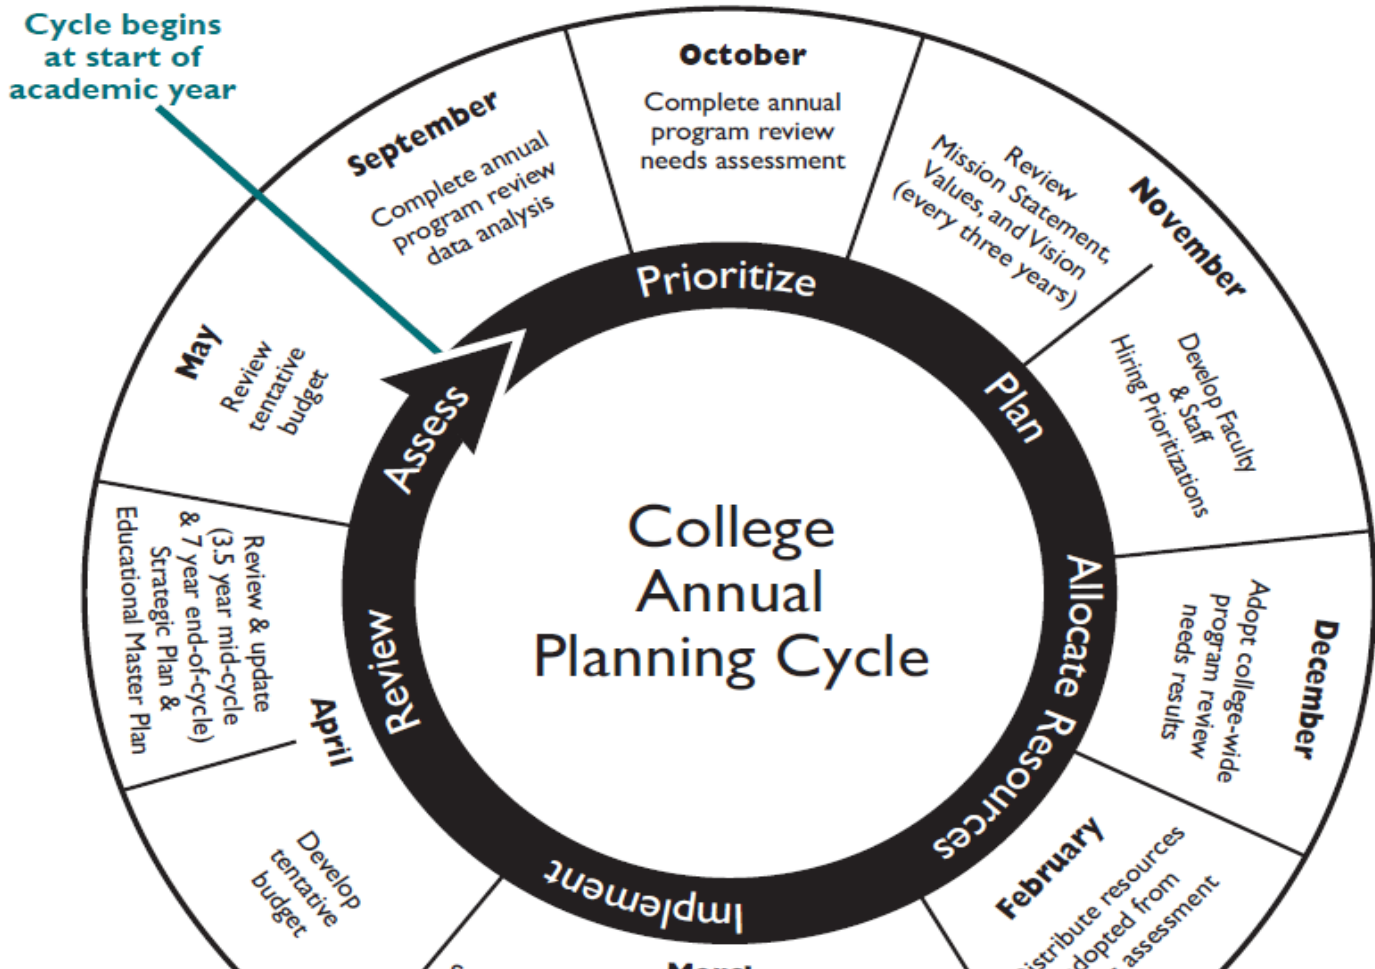 Cycle begins
at start of
academic year
September
Complete annual
program review
data analysis
October
Complete annual
program review
needs assessment
November
Review
Mission Statement,
Values, and Vision
(every three years)
Develop Faculty
& Staff
Hiring Prioritizations
December
Adopt college-wide
program review
needs results
February
resources
from
assessment
April
Develop
tentative
budget
Review & update
(3.5 year mid-cycle
& 7 year end-of-cycle)
Strategic Plan &
Educational Master Plan
May
Review
tentative
budget
Prioritize
Plan
Allocate Resources
Implement
Review
Assess
College
Annual
Planning Cycle